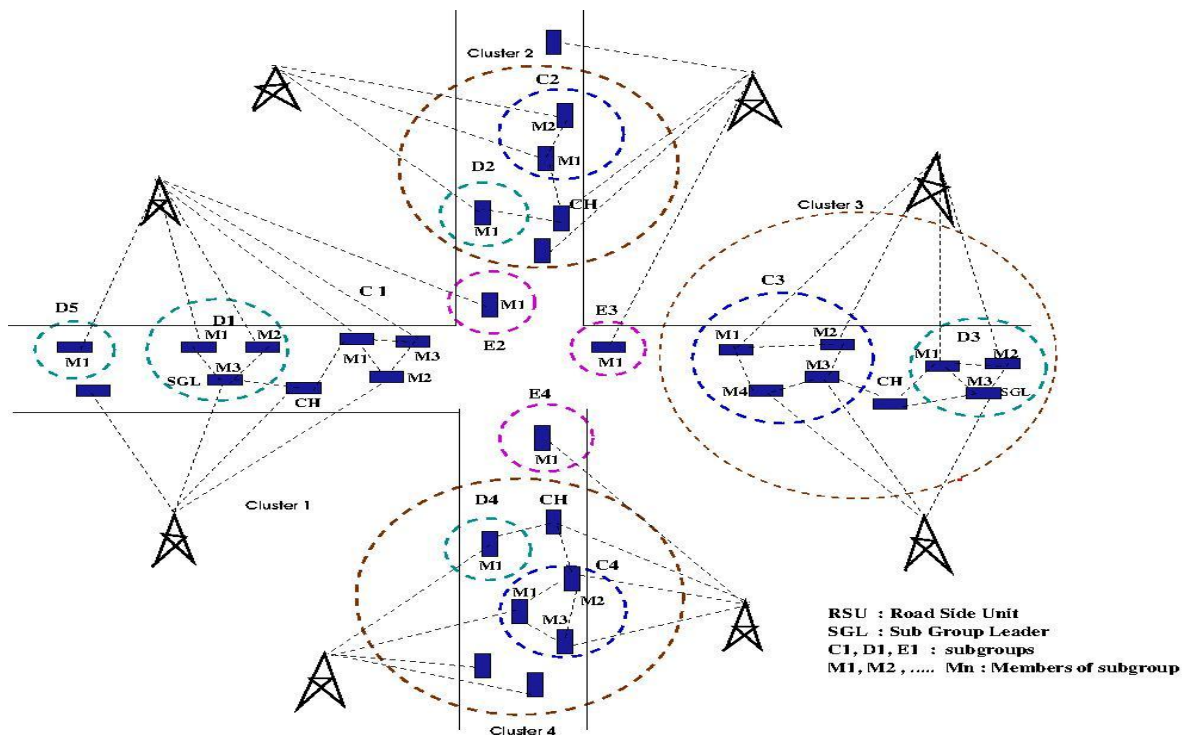 Cluster 2
C2
M2
M1
D2
M1
CH
Cluster 3
C 1
M1
E2
D5
M1
D1
M1
M2
M3
SGL
CH
M1
M3
M2
E3
M1
C3
M1
M2
M3
M4
CH
D3
M1
M2
M3
SGL
E4
M1
Cluster 1
D4
M1
CH
C4
M1
M2
M3
Cluster 4
RSU : Road Side Unit
SGL : Sub Group Leader
C1, D1, E1 : subgroups
M1, M2 , ..... Mn : Members of subgroup